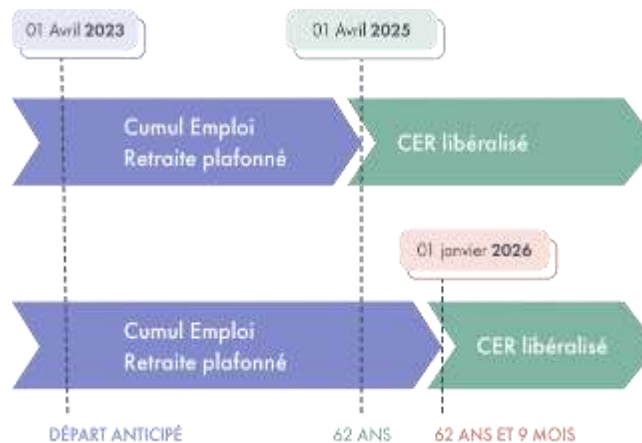 01 Avril 2023
01 Avril 2025
Cumul Emploi
Retraite plafonné
CER libéralisé
01 janvier 2026
Cumul Emploi
Retraite plafonné
CER libéralisé
DÉPART ANTICIPÉ
62 ANS
62 ANS ET 9 MOIS